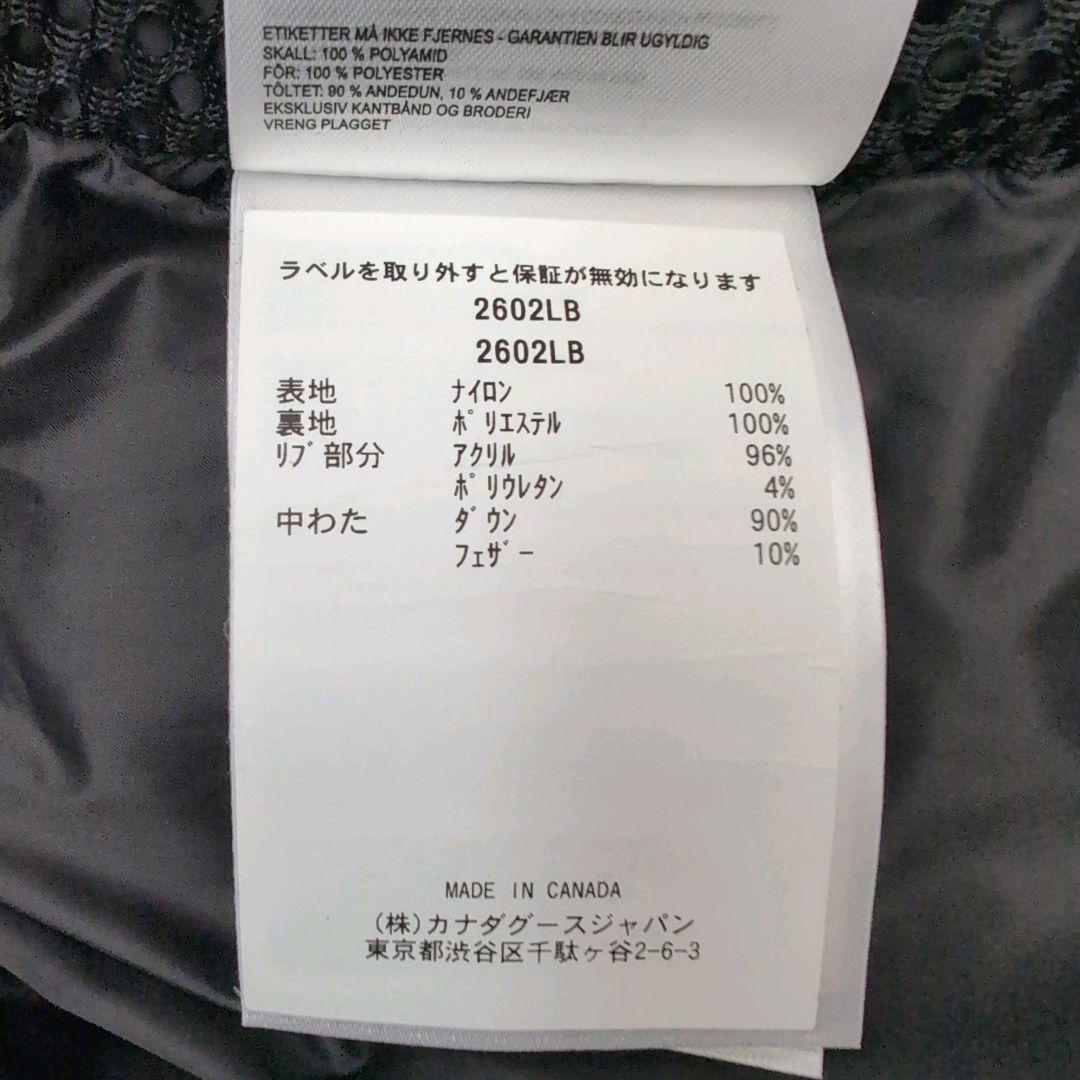 ETIKETTER MÅ IKKE FJERNES - GARANTIEN BLIR UGYLDIG
SKALL: 100 % POLYAMID
FÔR: 100 % POLYESTER
TÖLTET: 90 % ANDEDUN, 10 % ANDEFJÆR
EKSKLUSIV KANTBÅND OG BRODERI
VRENG PLAGGET
ラベルを取り外すと保証が無効になります
2602LB
2602LB
表地 ﾅｲﾛﾝ 100%
裏地 ﾎﾟﾘｴｽﾃﾙ 100%
ﾘﾌﾞ部分 ｱｸﾘﾙ 96%
ﾎﾟﾘｳﾚﾀﾝ 4%
中わた ﾀﾞｳﾝ 90%
ﾌｪｻﾞｰ 10%
MADE IN CANADA
(株)カナダグースジャパン
東京都渋谷区千駄ヶ谷2-6-3